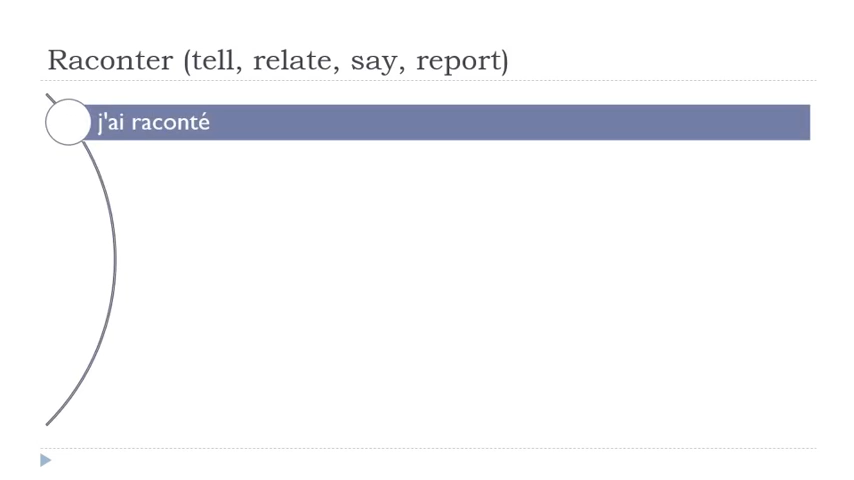 Raconter (tell, relate, say, report)
j'ai raconté